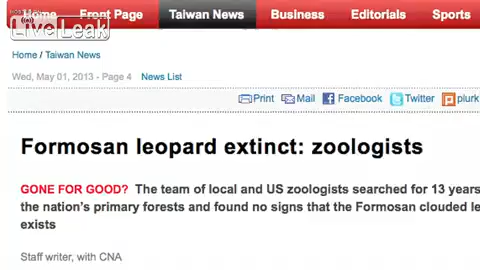 LiveLeak
Home Front Page Taiwan News Business Editorials Sports
Home / Taiwan News
Wed, May 01, 2013 - Page 4 News List
Print Mail Facebook Twitter plurk
Formosan leopard extinct: zoologists
GONE FOR GOOD? The team of local and US zoologists searched for 13 years
the nation's primary forests and found no signs that the Formosan clouded le
exists
Staff writer, with CNA